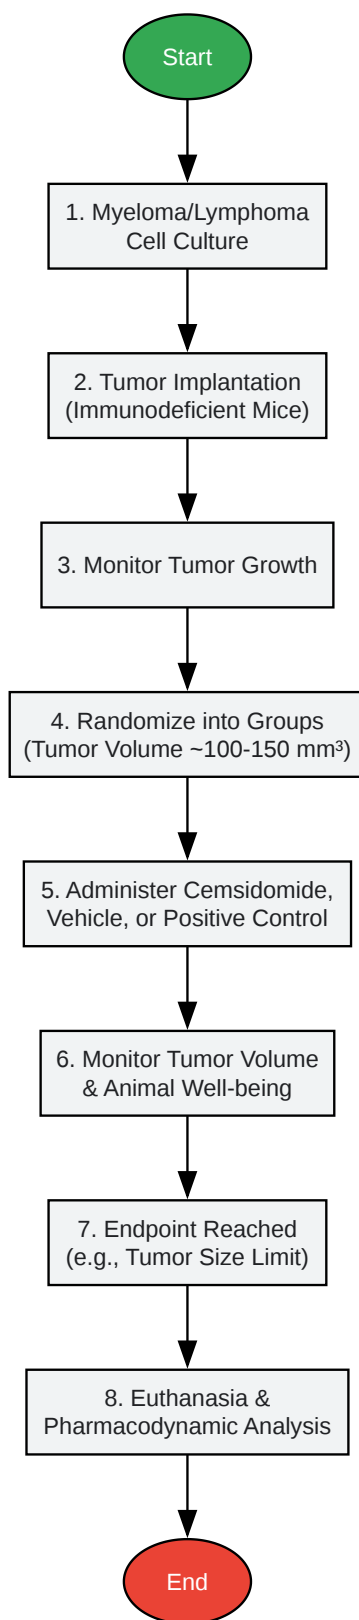 Start
1. Myeloma/Lymphoma
Cell Culture
2. Tumor Implantation
(Immunodeficient Mice)
3. Monitor Tumor Growth
4. Randomize into Groups
(Tumor Volume ~100-150 mm³)
5. Administer Cemsidomide,
Vehicle, or Positive Control
6. Monitor Tumor Volume
& Animal Well-being
7. Endpoint Reached
(e.g., Tumor Size Limit)
8. Euthanasia &
Pharmacodynamic Analysis
End